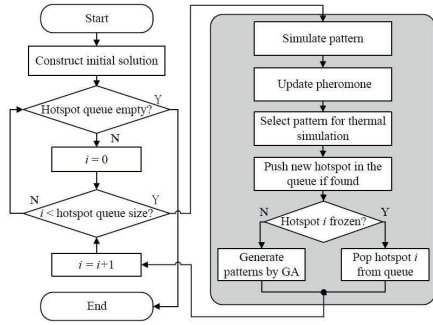 Start
Construct initial solution
Hotspot queue empty?
Y
N
i = 0
N
Y
i < hotspot queue size?
i = i+1
End
Simulate pattern
Update pheromone
Select pattern for thermal
simulation
Push new hotspot in the
queue if found
N
Y
Hotspot i frozen?
Generate
patterns by GA
Pop hotspot i
from queue